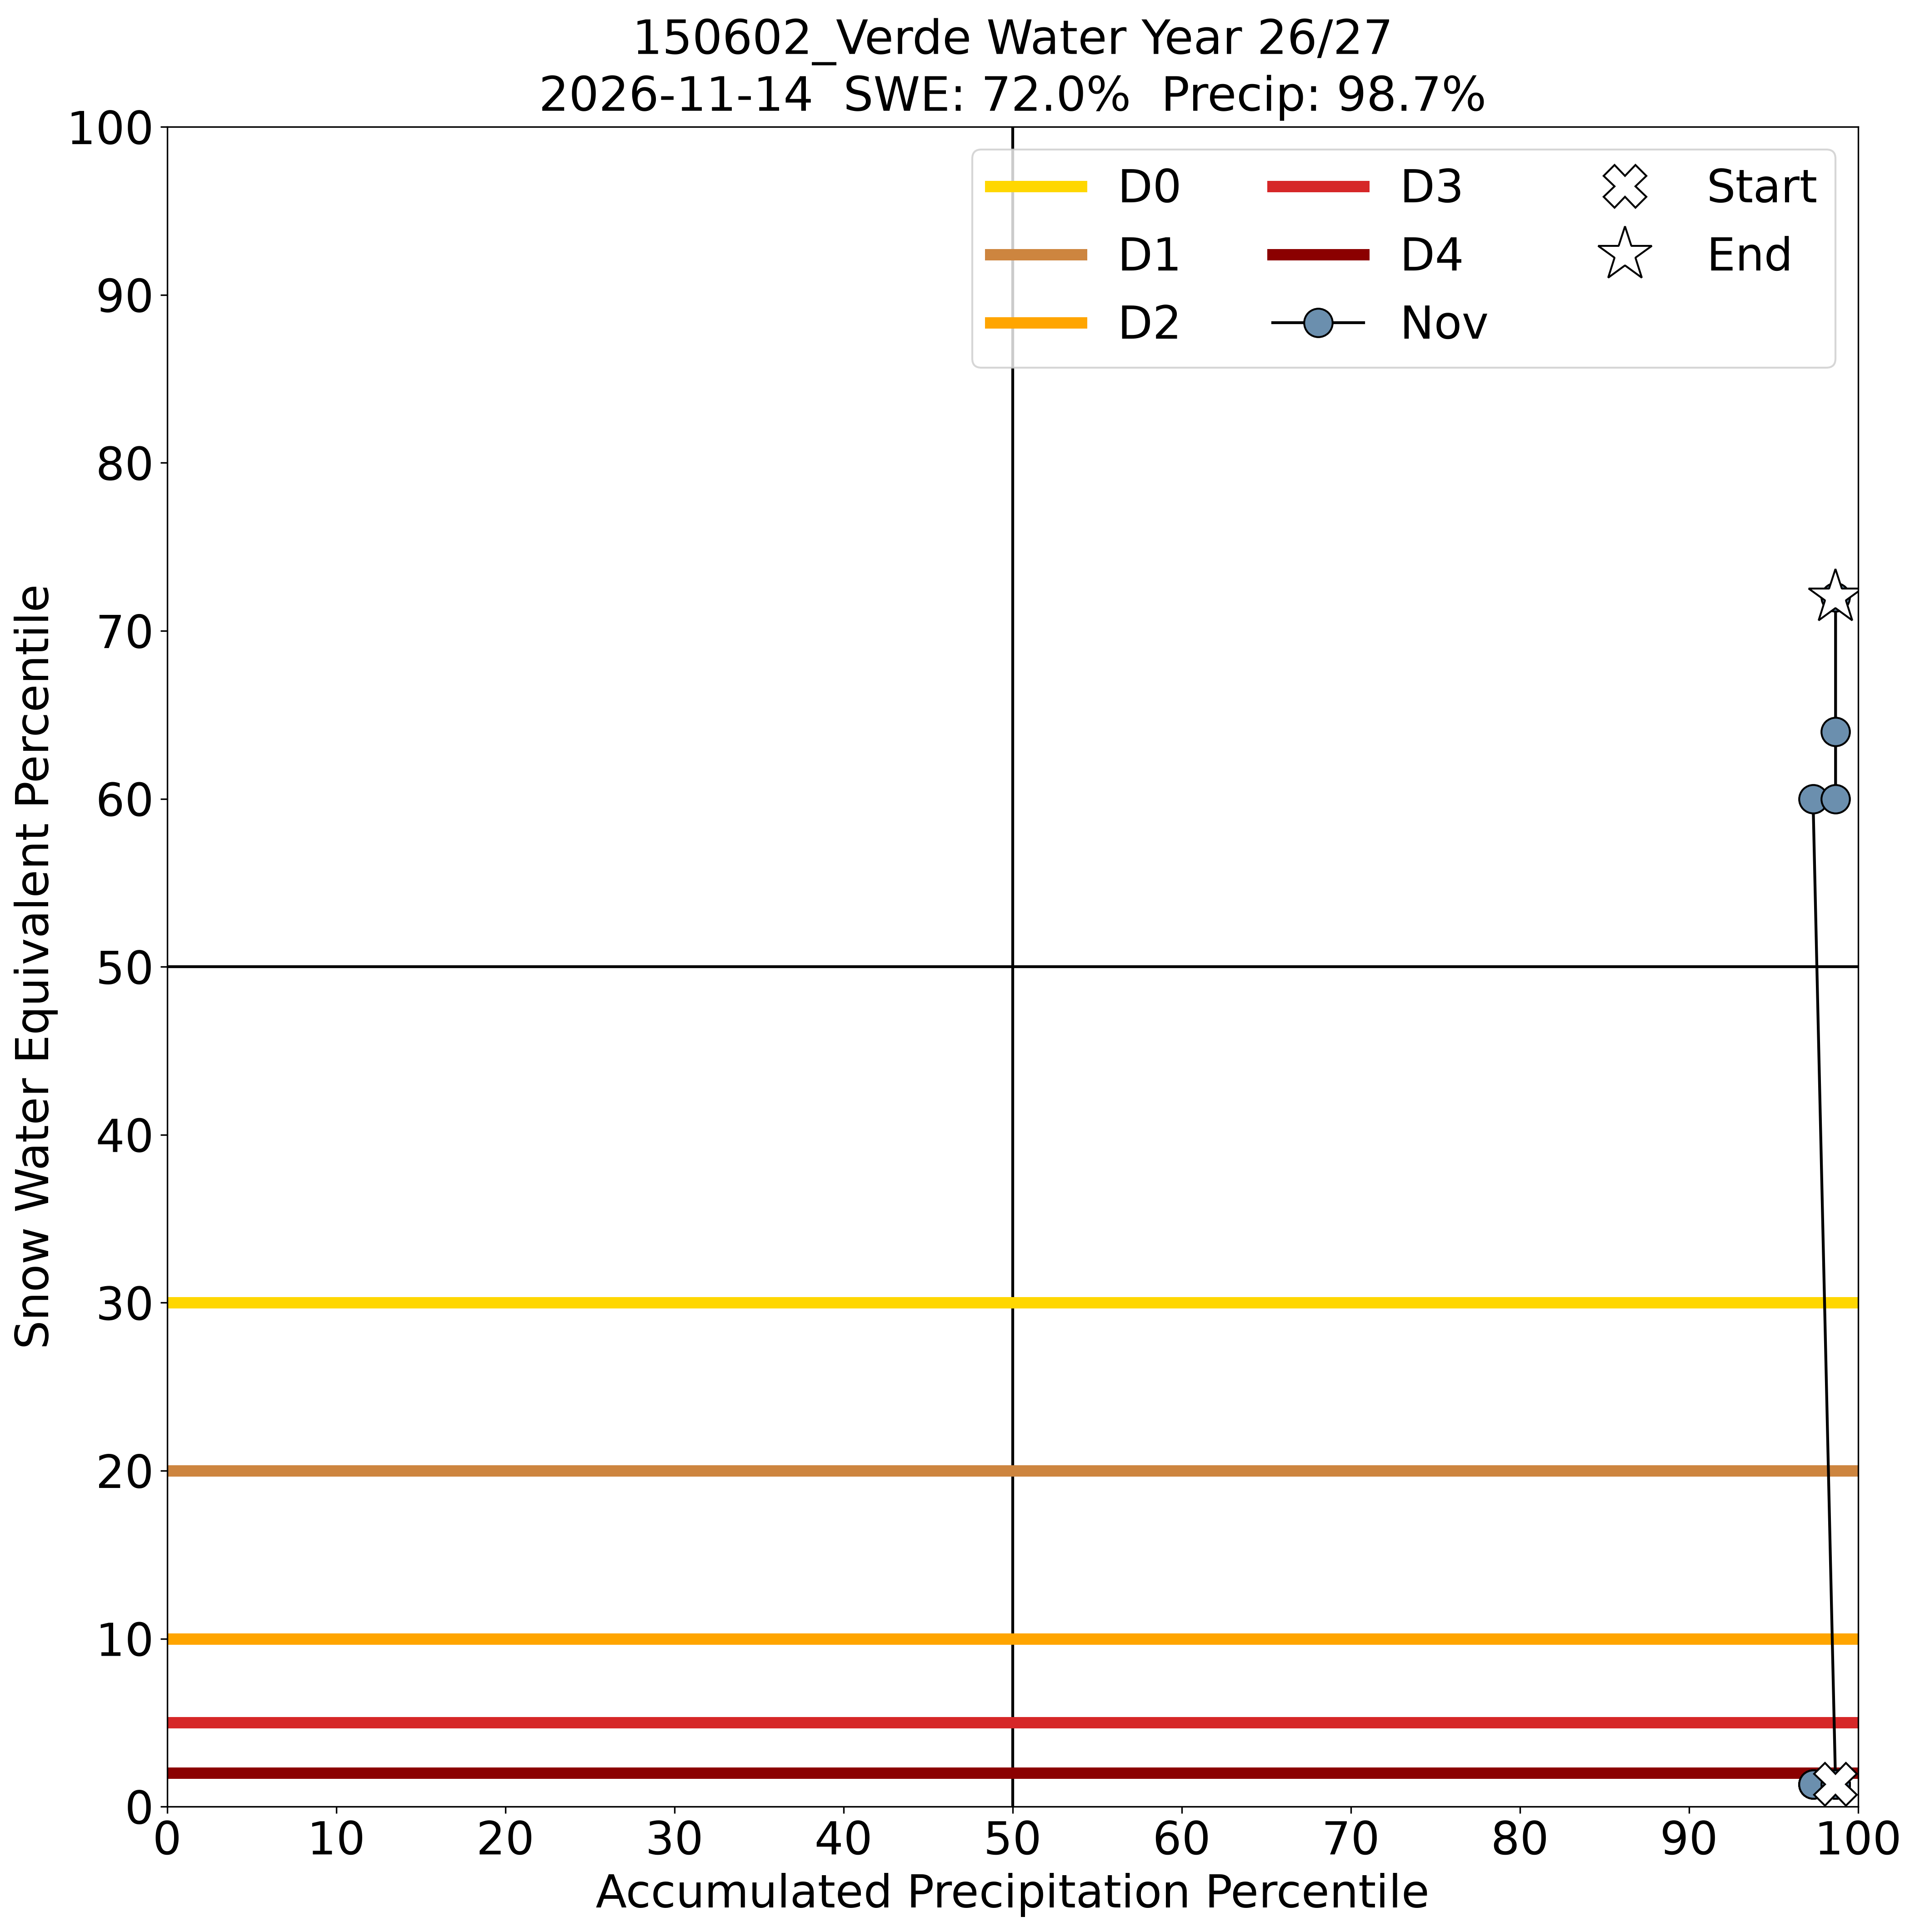 150602_Verde Water Year 26/27
2026-11-14  SWE: 72.0%  Precip: 98.7%
D0
D1
D2
D3
D4
Nov
Start
End
Snow Water Equivalent Percentile
100
90
80
70
60
50
40
30
20
10
0
0 10 20 30 40 50 60 70 80 90 100
Accumulated Precipitation Percentile